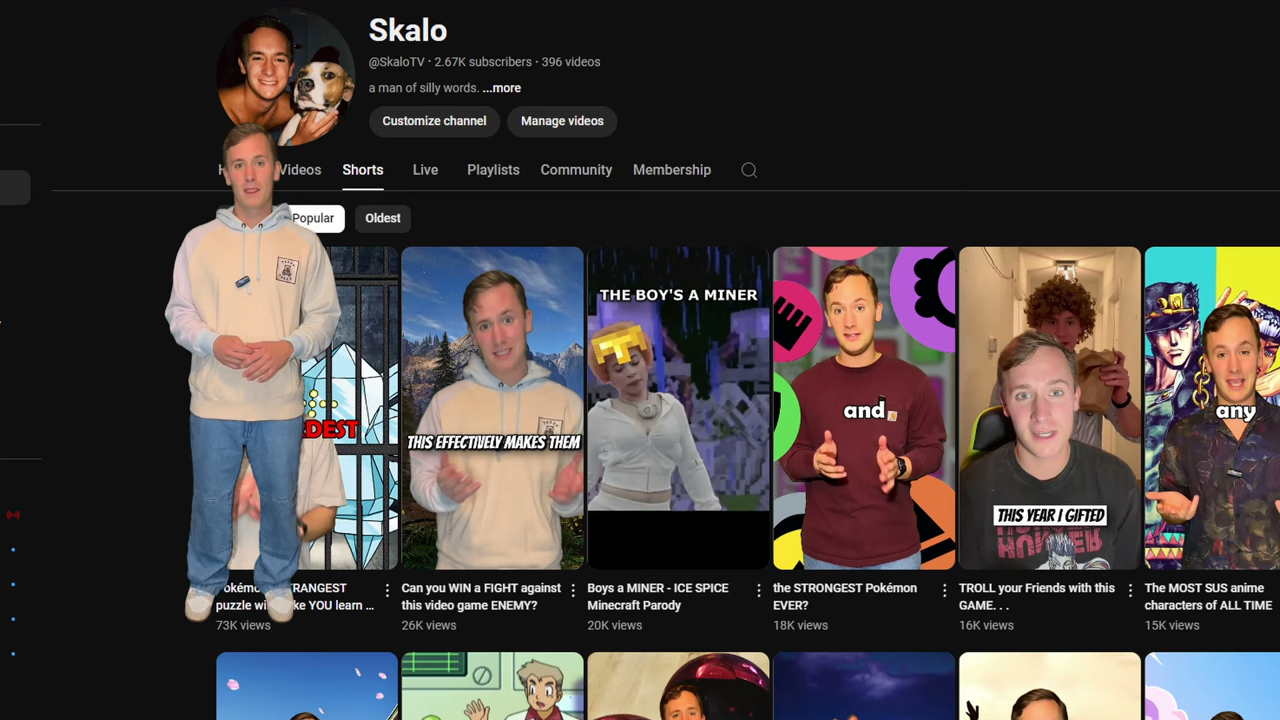 Skalo
@SkaloTV · 2.67K subscribers · 396 videos
a man of silly words. ...more
Customize channel
Manage videos
Videos
Shorts
Live
Playlists
Community
Membership
Popular
Oldest
THIS EFFECTIVELY MAKES THEM
THE BOY'S A MINER
and
THIS YEAR I GIFTED
any
Can you WIN a FIGHT against
this video game ENEMY?
26K views
Boys a MINER - ICE SPICE
Minecraft Parody
20K views
the STRONGEST Pokémon
EVER?
18K views
TROLL your Friends with this
GAME. . .
16K views
The MOST SUS anime
characters of ALL TIME
15K views
puzzle YOU learn ...
73K views